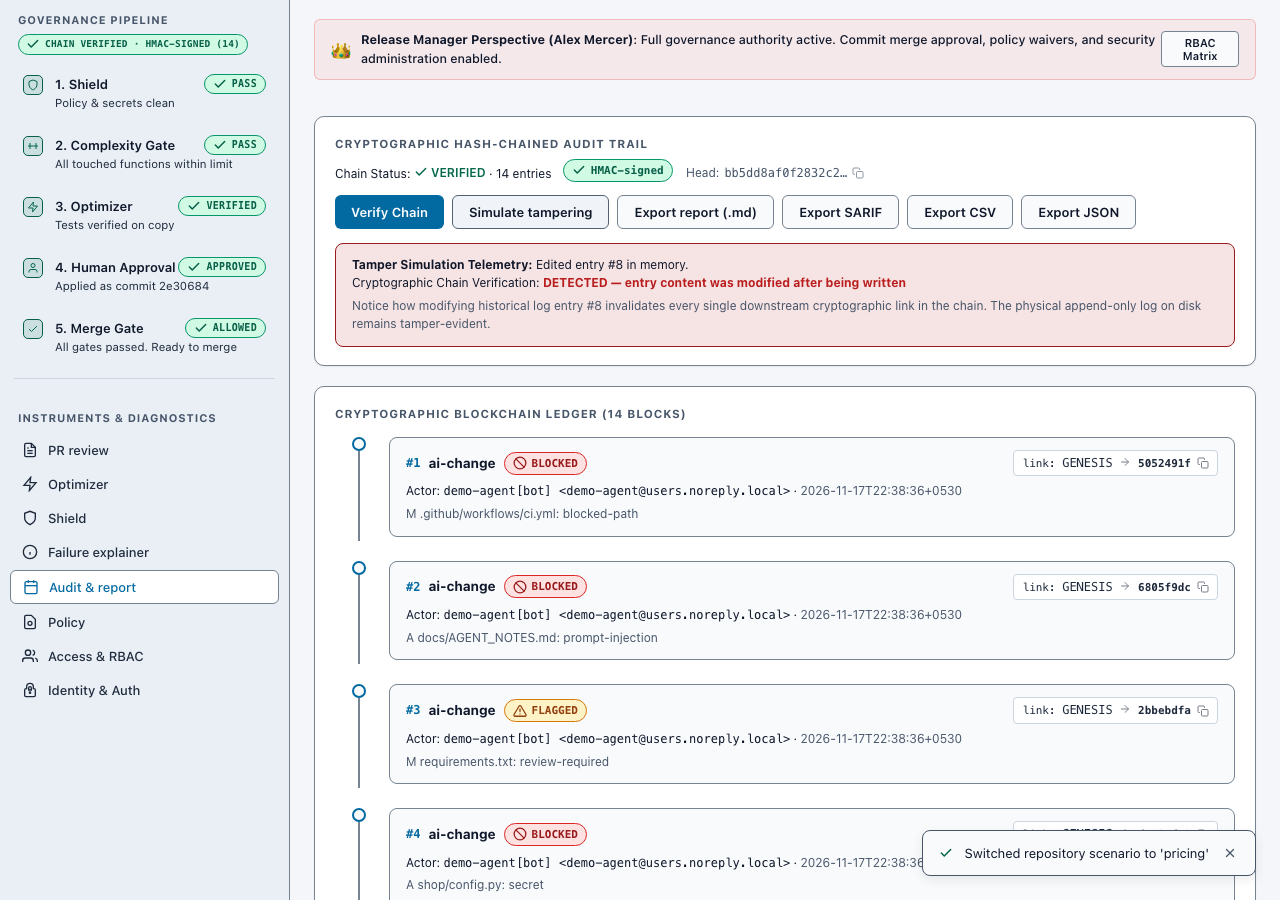 GOVERNANCE PIPELINE
CHAIN VERIFIED · HMAC-SIGNED (14)
1. Shield
PASS
Policy & secrets clean
2. Complexity Gate
PASS
All touched functions within limit
3. Optimizer
VERIFIED
Tests verified on copy
4. Human Approval
APPROVED
Applied as commit 2e30684
5. Merge Gate
ALLOWED
All gates passed. Ready to merge
INSTRUMENTS & DIAGNOSTICS
PR review
Optimizer
Shield
Failure explainer
Audit & report
Policy
Access & RBAC
Identity & Auth
Release Manager Perspective (Alex Mercer): Full governance authority active. Commit merge approval, policy waivers, and security
administration enabled.
RBAC
Matrix
CRYPTOGRAPHIC HASH-CHAINED AUDIT TRAIL
Chain Status: VERIFIED · 14 entries HMAC-signed Head: bb5dd8af0f2832c2…
Verify Chain Simulate tampering Export report (.md) Export SARIF Export CSV Export JSON
Tamper Simulation Telemetry: Edited entry #8 in memory.
Cryptographic Chain Verification: DETECTED — entry content was modified after being written
Notice how modifying historical log entry #8 invalidates every single downstream cryptographic link in the chain. The physical append-only log on disk
remains tamper-evident.
CRYPTOGRAPHIC BLOCKCHAIN LEDGER (14 BLOCKS)
#1 ai-change BLOCKED link: GENESIS → 5052491f
Actor: demo-agent[bot] <demo-agent@users.noreply.local> · 2026-11-17T22:38:36+0530
M .github/workflows/ci.yml: blocked-path
#2 ai-change BLOCKED link: GENESIS → 6805f9dc
Actor: demo-agent[bot] <demo-agent@users.noreply.local> · 2026-11-17T22:38:36+0530
A docs/AGENT_NOTES.md: prompt-injection
#3 ai-change FLAGGED link: GENESIS → 2bbebdfa
Actor: demo-agent[bot] <demo-agent@users.noreply.local> · 2026-11-17T22:38:36+0530
M requirements.txt: review-required
#4 ai-change BLOCKED
Actor: demo-agent[bot] <demo-agent@users.noreply.local> · 2026-11-17T22:38:36
A shop/config.py: secret
Switched repository scenario to 'pricing'